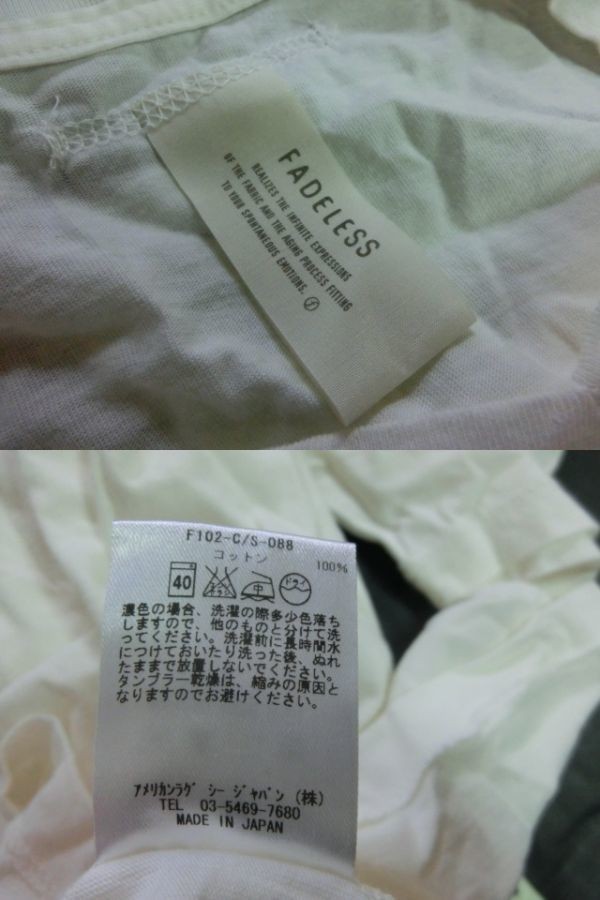 FADELESS
REALIZES THE INFINITE EXPRESSIONS
OF THE FABRIC AND THE AGING PROCESS FITTING
TO YOUR SPONTANEOUS EMOTIONS.
F102-C/S-088
コットン
100%
40
エンソサラシ
中
ドライ
濃色の場合、洗濯の際多少色落ち
しますので、他のものと分けて洗
ってください。洗濯前に長時間水
につけておいたり洗った後、ぬれ
たままで放置しないでください。
タンブラー乾燥は、縮みの原因と
なりますのでお避けください。
アメリカンラグ シー ジャパン (株)
TEL 03-5469-7680
MADE IN JAPAN